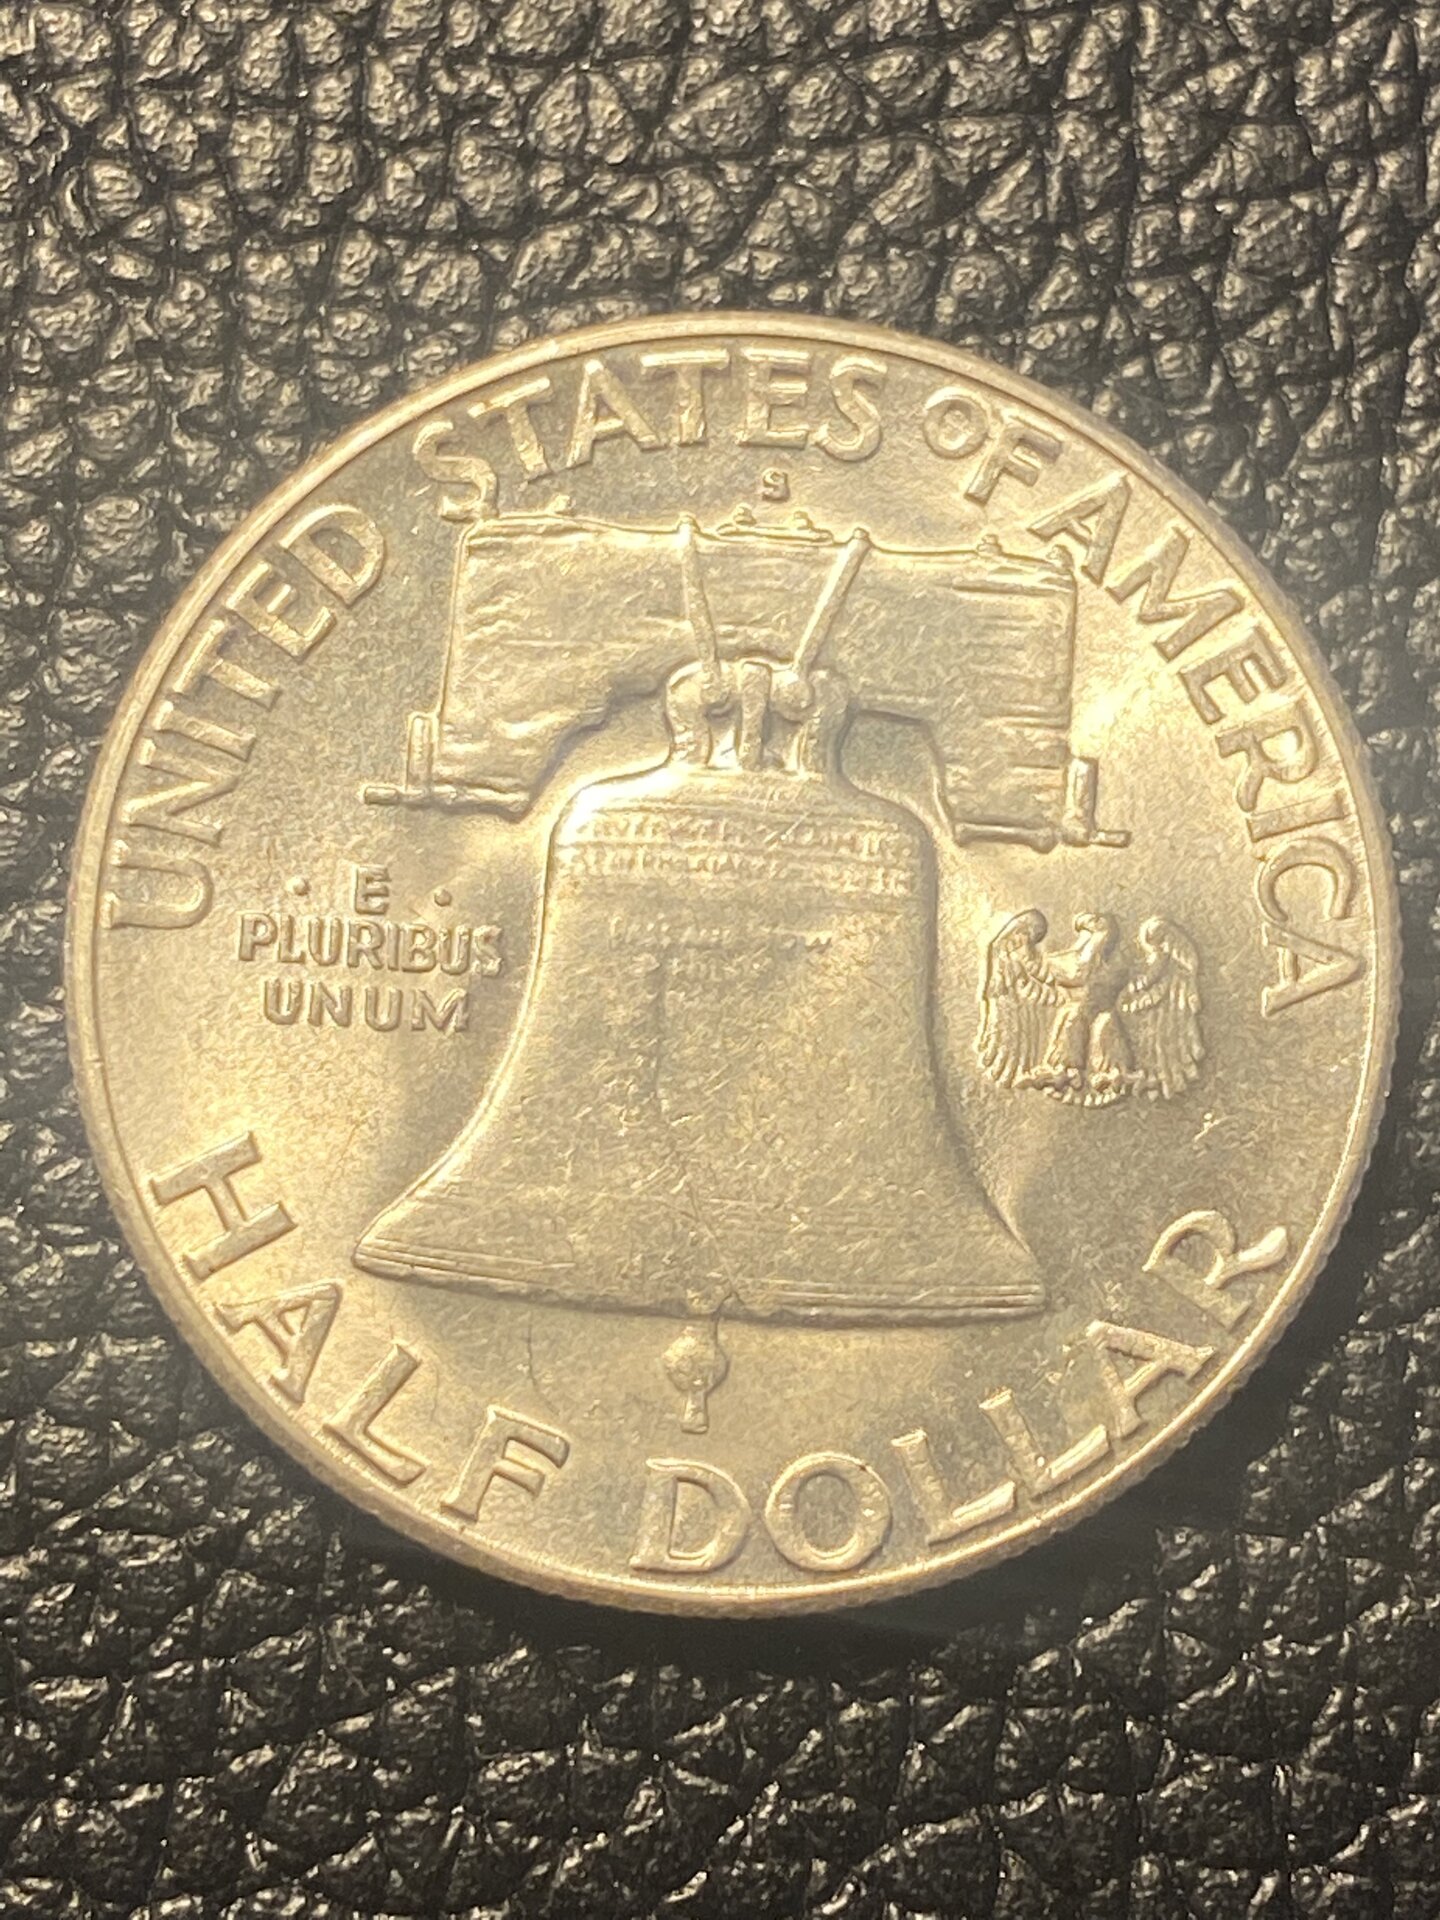 UNITED STATES OF AMERICA
S
· E ·
PLURIBUS
UNUM
HALF DOLLAR